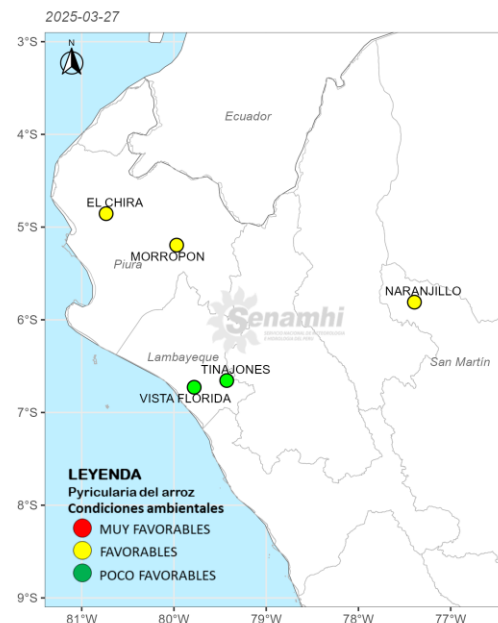 2025-03-27
N
3°S
4°S
5°S
6°S
7°S
8°S
9°S
Ecuador
EL CHIRA
MORROPON
Piura
NARANJILLO
Senamhi
Lambayeque
TINAJONES
San Martín
VISTA FLORIDA
LEYENDA
Pyricularia del arroz
Condiciones ambientales
MUY FAVORABLES
FAVORABLES
POCO FAVORABLES
81°W
80°W
79°W
78°W
77°W